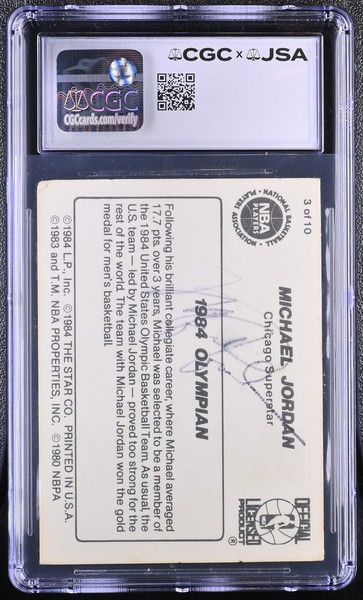 CGC x JSA
CGC
CGCcards.com/verify
3 of 10
NATIONAL BASKETBALL
NBA
PLAYERS
PLAYERS ASSOCIATION
MICHAEL JORDAN
Chicago Superstar
OFFICIAL
LICENSED
PRODUCT
®
1984 OLYMPIAN
Following his brilliant collegiate career, where Michael averaged
17.7 pts. over 3 years, Michael was selected to be a member of
the 1984 United States Olympic Basketball Team. As usual, the
U.S. team — led by Michael Jordan — proved too strong for the
rest of the world. The team with Michael Jordan won the gold
medal for men's basketball.
©1984 L.P., Inc. ©1984 THE STAR CO. PRINTED IN U.S.A.
©1983 and T.M. NBA PROPERTIES, INC. ©1980 NBPA